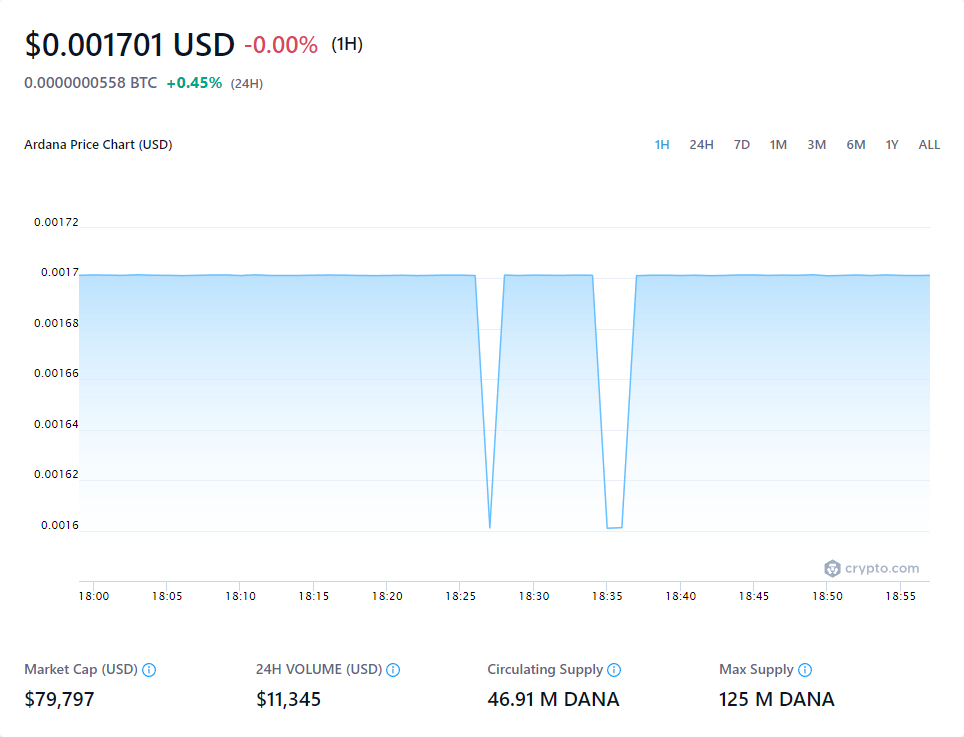 $0.001701 USD -0.00% (1H)
0.0000000558 BTC +0.45% (24H)
Ardana Price Chart (USD) 1H 24H 7D 1M 3M 6M 1Y ALL
0.00172
0.0017
0.00168
0.00166
0.00164
0.00162
0.0016
crypto.com
18:00 18:05 18:10 18:15 18:20 18:25 18:30 18:35 18:40 18:45 18:50 18:55
Market Cap (USD) 24H VOLUME (USD) Circulating Supply Max Supply
$79,797 $11,345 46.91 M DANA 125 M DANA